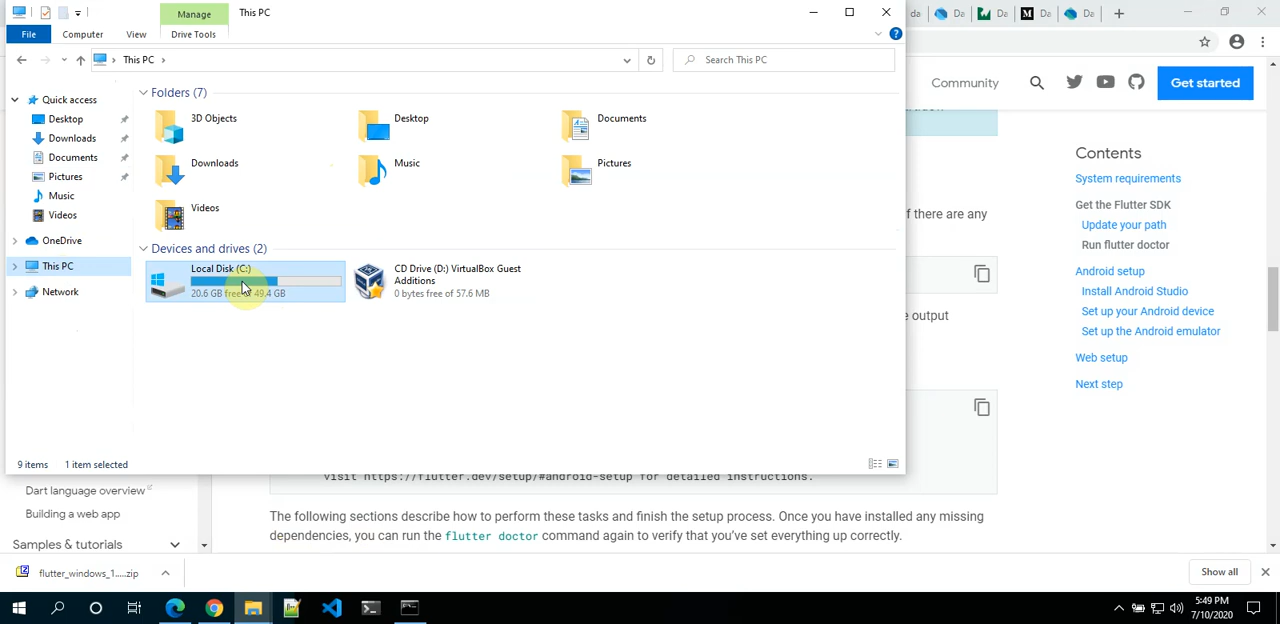 Manage
This PC
File
Computer
View
Drive Tools
This PC
Search This PC
Quick access
Desktop
Downloads
Documents
Pictures
Music
Videos
OneDrive
This PC
Network
Folders (7)
3D Objects
Desktop
Documents
Downloads
Music
Pictures
Videos
Devices and drives (2)
Local Disk (C:)
20.6 GB free of 49.4 GB
CD Drive (D:) VirtualBox Guest
Additions
0 bytes free of 57.6 MB
9 items
1 item selected
da
Da
Da
Da
Da
Community
Get started
f there are any
e output
Contents
System requirements
Get the Flutter SDK
Update your path
Run flutter doctor
Android setup
Install Android Studio
Set up your Android device
Set up the Android emulator
Web setup
Next step
visit https://flutter.dev/setup/#android-setup for detailed instructions.
Dart language overview
Building a web app
Samples & tutorials
The following sections describe how to perform these tasks and finish the setup process. Once you have installed any missing
dependencies, you can run the flutter doctor command again to verify that you've set everything up correctly.
flutter_windows_1.....zip
Show all
5:49 PM
7/10/2020